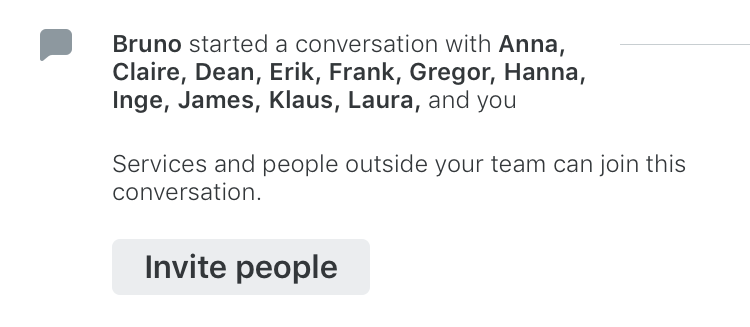 Bruno started a conversation with Anna,
Claire, Dean, Erik, Frank, Gregor, Hanna,
Inge, James, Klaus, Laura, and you
Services and people outside your team can join this
conversation.
Invite people